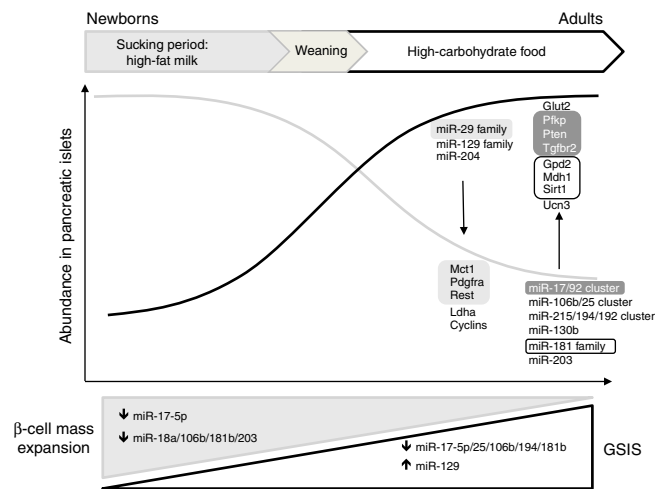 Newborns
Adults
Sucking period:
high-fat milk
Weaning
High-carbohydrate food
Abundance in pancreatic islets
miR-29 family
miR-129 family
miR-204
Glut2
Pfkp
Pten
Tgfbr2
Gpd2
Mdh1
Sirt1
Ucn3
Mct1
Pdgfra
Rest
Ldha
Cyclins
miR-17/92 cluster
miR-106b/25 cluster
miR-215/194/192 cluster
miR-130b
miR-181 family
miR-203
β-cell mass
expansion
↓ miR-17-5p
↓ miR-18a/106b/181b/203
↓ miR-17-5p/25/106b/194/181b
↑ miR-129
GSIS